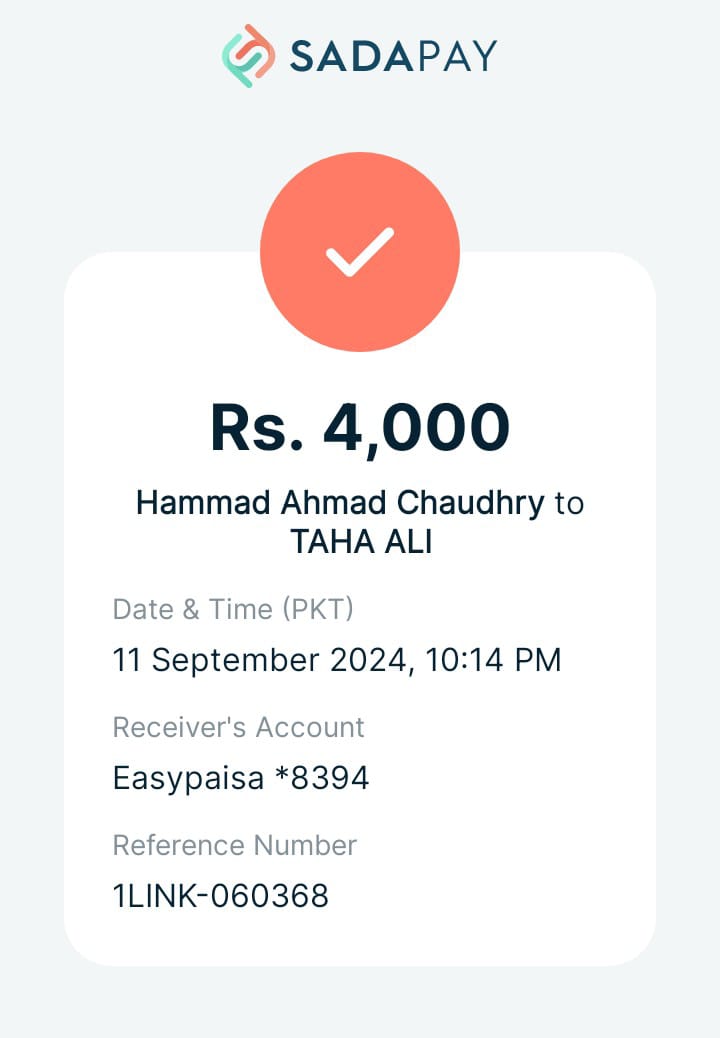 SADAPAY
Rs. 4,000
Hammad Ahmad Chaudhry to
TAHA ALI
Date & Time (PKT)
11 September 2024, 10:14 PM
Receiver's Account
Easypaisa *8394
Reference Number
1LINK-060368